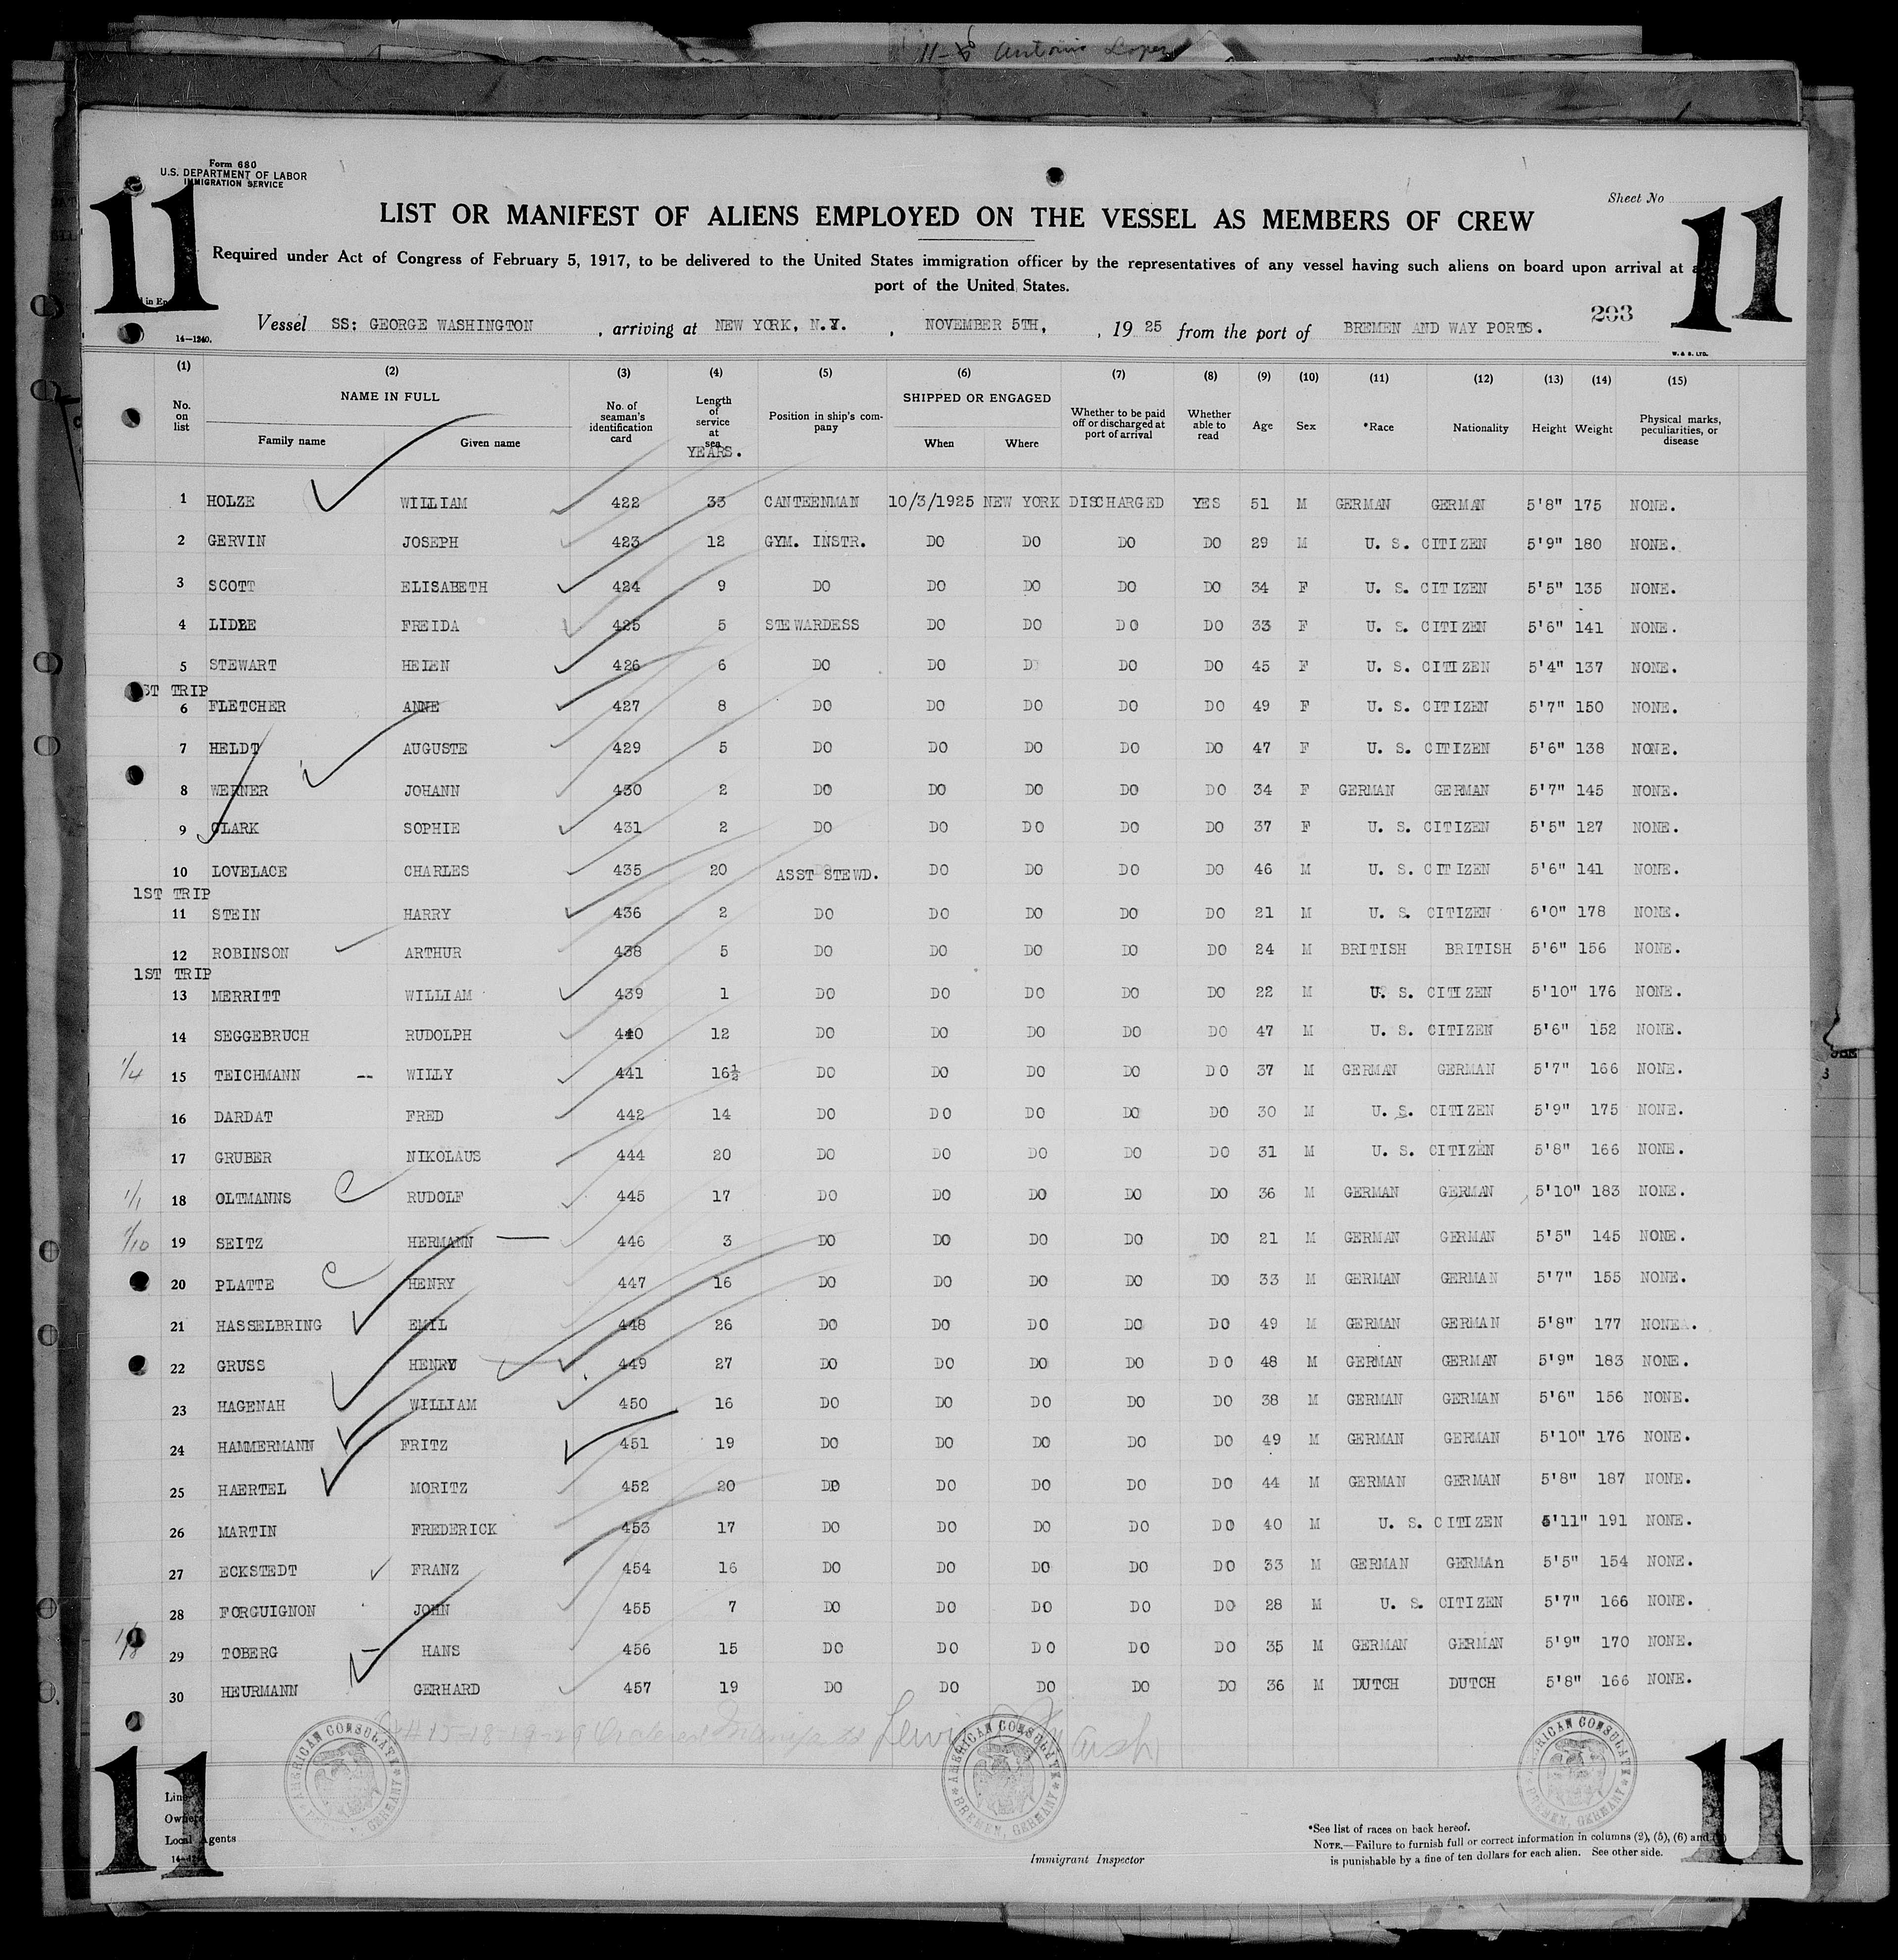 11-6 Antonio Lopez
Form 680
U.S. DEPARTMENT OF LABOR
IMMIGRATION SERVICE
Sheet No
11 11
LIST OR MANIFEST OF ALIENS EMPLOYED ON THE VESSEL AS MEMBERS OF CREW
Required under Act of Congress of February 5, 1917, to be delivered to the United States immigration officer by the representatives of any vessel having such aliens on board upon arrival at a
port of the United States.
Vessel SS: GEORGE WASHINGTON , arriving at NEW YORK, N.Y. , NOVEMBER 5TH, , 19 25 from the port of BREMEN AND WAY PORTS. 203
14—1240.
W. & S. LTD.
(1) (2) (3) (4) (5) (6) (7) (8) (9) (10) (11) (12) (13) (14) (15)
No. on list NAME IN FULL Family name Given name No. of seaman's identification card Length of service at sea YEARS. Position in ship's company SHIPPED OR ENGAGED When Where Whether to be paid off or discharged at port of arrival Whether able to read Age Sex *Race Nationality Height Weight Physical marks, peculiarities, or disease
1 HOLZE WILLIAM 422 33 CANTEENMAN 10/3/1925 NEW YORK DISCHARGED YES 51 M GERMAN GERMAN 5'8" 175 NONE.
2 GERVIN JOSEPH 423 12 GYM. INSTR. DO DO DO DO 29 M U. S. CITIZEN 5'9" 180 NONE.
3 SCOTT ELISABETH 424 9 DO DO DO DO DO 34 F U. S. CITIZEN 5'5" 135 NONE.
4 LIDLE FREIDA 425 5 STEWARDESS DO DO DO DO 33 F U. S. CITIZEN 5'6" 141 NONE.
5 STEWART HELEN 426 6 DO DO D DO DO 45 F U. S. CITIZEN 5'4" 137 NONE.
ST TRIP
6 FLETCHER ANNE 427 8 DO DO DO DO DO 49 F U. S. CITIZEN 5'7" 150 NONE.
7 HELDT AUGUSTE 429 5 DO DO DO DO DO 47 F U. S. CITIZEN 5'6" 138 NONE.
8 WERNER JOHANN 430 2 DO DO DO DO DO 34 F GERMAN GERMAN 5'7" 145 NONE.
9 CLARK SOPHIE 431 2 DO DO DO DO DO 37 F U. S. CITIZEN 5'5" 127 NONE.
10 LOVELACE CHARLES 435 20 ASST STEWD. DO DO DO DO 46 M U. S. CITIZEN 5'6" 141 NONE.
1ST TRIP
11 STEIN HARRY 436 2 DO DO DO DO DO 21 M U. S. CITIZEN 6'0" 178 NONE.
12 ROBINSON ARTHUR 438 5 DO DO DO DO DO 24 M BRITISH BRITISH 5'6" 156 NONE.
1ST TRIP
13 MERRITT WILLIAM 439 1 DO DO DO DO DO 22 M U. S. CITIZEN 5'10" 176 NONE.
14 SEGGEBRUCH RUDOLPH 440 12 DO DO DO DO DO 47 M U. S. CITIZEN 5'6" 152 NONE.
1/4 15 TEICHMANN -- WILLY 441 16½ DO DO DO DO DO 37 M GERMAN GERMAN 5'7" 166 NONE.
16 DARDAT FRED 442 14 DO DO DO DO DO 30 M U. S. CITIZEN 5'9" 175 NONE.
17 GRUBER NIKOLAUS 444 20 DO DO DO DO DO 31 M U. S. CITIZEN 5'8" 166 NONE.
1/1 18 OLTMANNS C RUDOLF 445 17 DO DO DO DO DO 36 M GERMAN GERMAN 5'10" 183 NONE.
1/10 19 SEITZ HERMANN — 446 3 DO DO DO DO DO 21 M GERMAN GERMAN 5'5" 145 NONE.
20 PLATTE C HENRY 447 16 DO DO DO DO DO 33 M GERMAN GERMAN 5'7" 155 NONE.
21 HASSELBRING EMIL 448 26 DO DO DO DO DO 49 M GERMAN GERMAN 5'8" 177 NONE.
22 GRUSS HENRY 449 27 DO DO DO DO DO 48 M GERMAN GERMAN 5'9" 183 NONE.
23 HAGENAH WILLIAM 450 16 DO DO DO DO DO 38 M GERMAN GERMAN 5'6" 156 NONE.
24 HAMMERMANN FRITZ 451 19 DO DO DO DO DO 49 M GERMAN GERMAN 5'10" 176 NONE.
25 HAERTEL MORITZ 452 20 DO DO DO DO DO 44 M GERMAN GERMAN 5'8" 187 NONE.
26 MARTIN FREDERICK 453 17 DO DO DO DO DO 40 M U. S. CITIZEN 5'11" 191 NONE.
27 ECKSTEDT FRANZ 454 16 DO DO DO DO DO 33 M GERMAN GERMAn 5'5" 154 NONE.
28 FORGUIGNON JOHN 455 7 DO DO DO DO DO 28 M U. S. CITIZEN 5'7" 166 NONE.
1/8 29 TOBERG — HANS 456 15 DO DO DO DO DO 35 M GERMAN GERMAN 5'9" 170 NONE.
30 HEURMANN GERHARD 457 19 DO DO DO DO DO 36 M DUTCH DUTCH 5'8" 166 NONE.
15-18-19-29 Ordered Lewis Marsh
AMERICAN CONSULATE BREMEN, GERMANY
AMERICAN CONSULATE BREMEN, GERMANY
AMERICAN CONSULATE BREMEN, GERMANY
11 11
Line
Owners
Local Agents
Immigrant Inspector
*See list of races on back hereof.
NOTE.—Failure to furnish full or correct information in columns (2), (5), (6) and
is punishable by a fine of ten dollars for each alien. See other side.